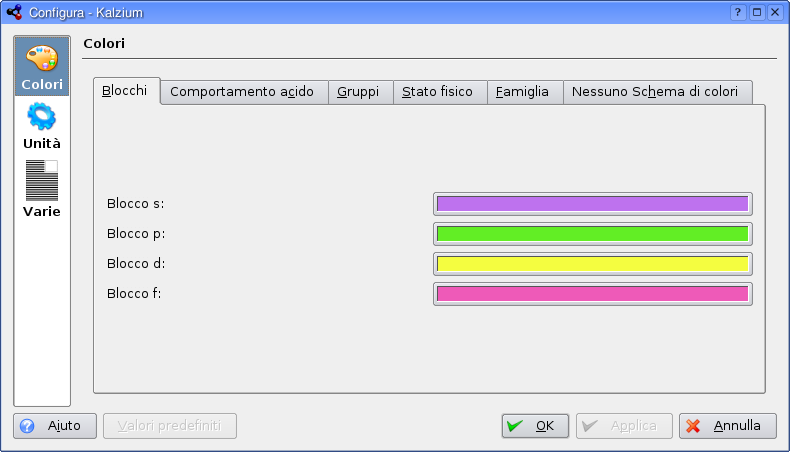 Configura - Kalzium
Colori
Colori
Unità
Varie
Blocchi Comportamento acido Gruppi Stato fisico Famiglia Nessuno Schema di colori
Blocco s:
Blocco p:
Blocco d:
Blocco f:
Aiuto Valori predefiniti OK Applica Annulla